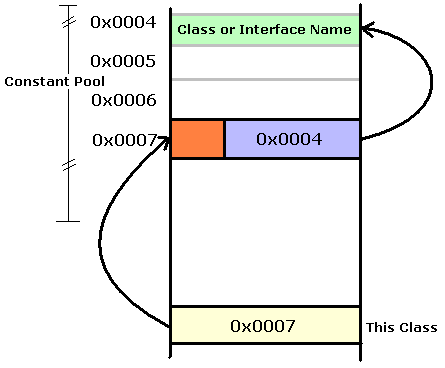 0x0004
Class or Interface Name
0x0005
Constant Pool
0x0006
0x0007
0x0004
0x0007
This Class